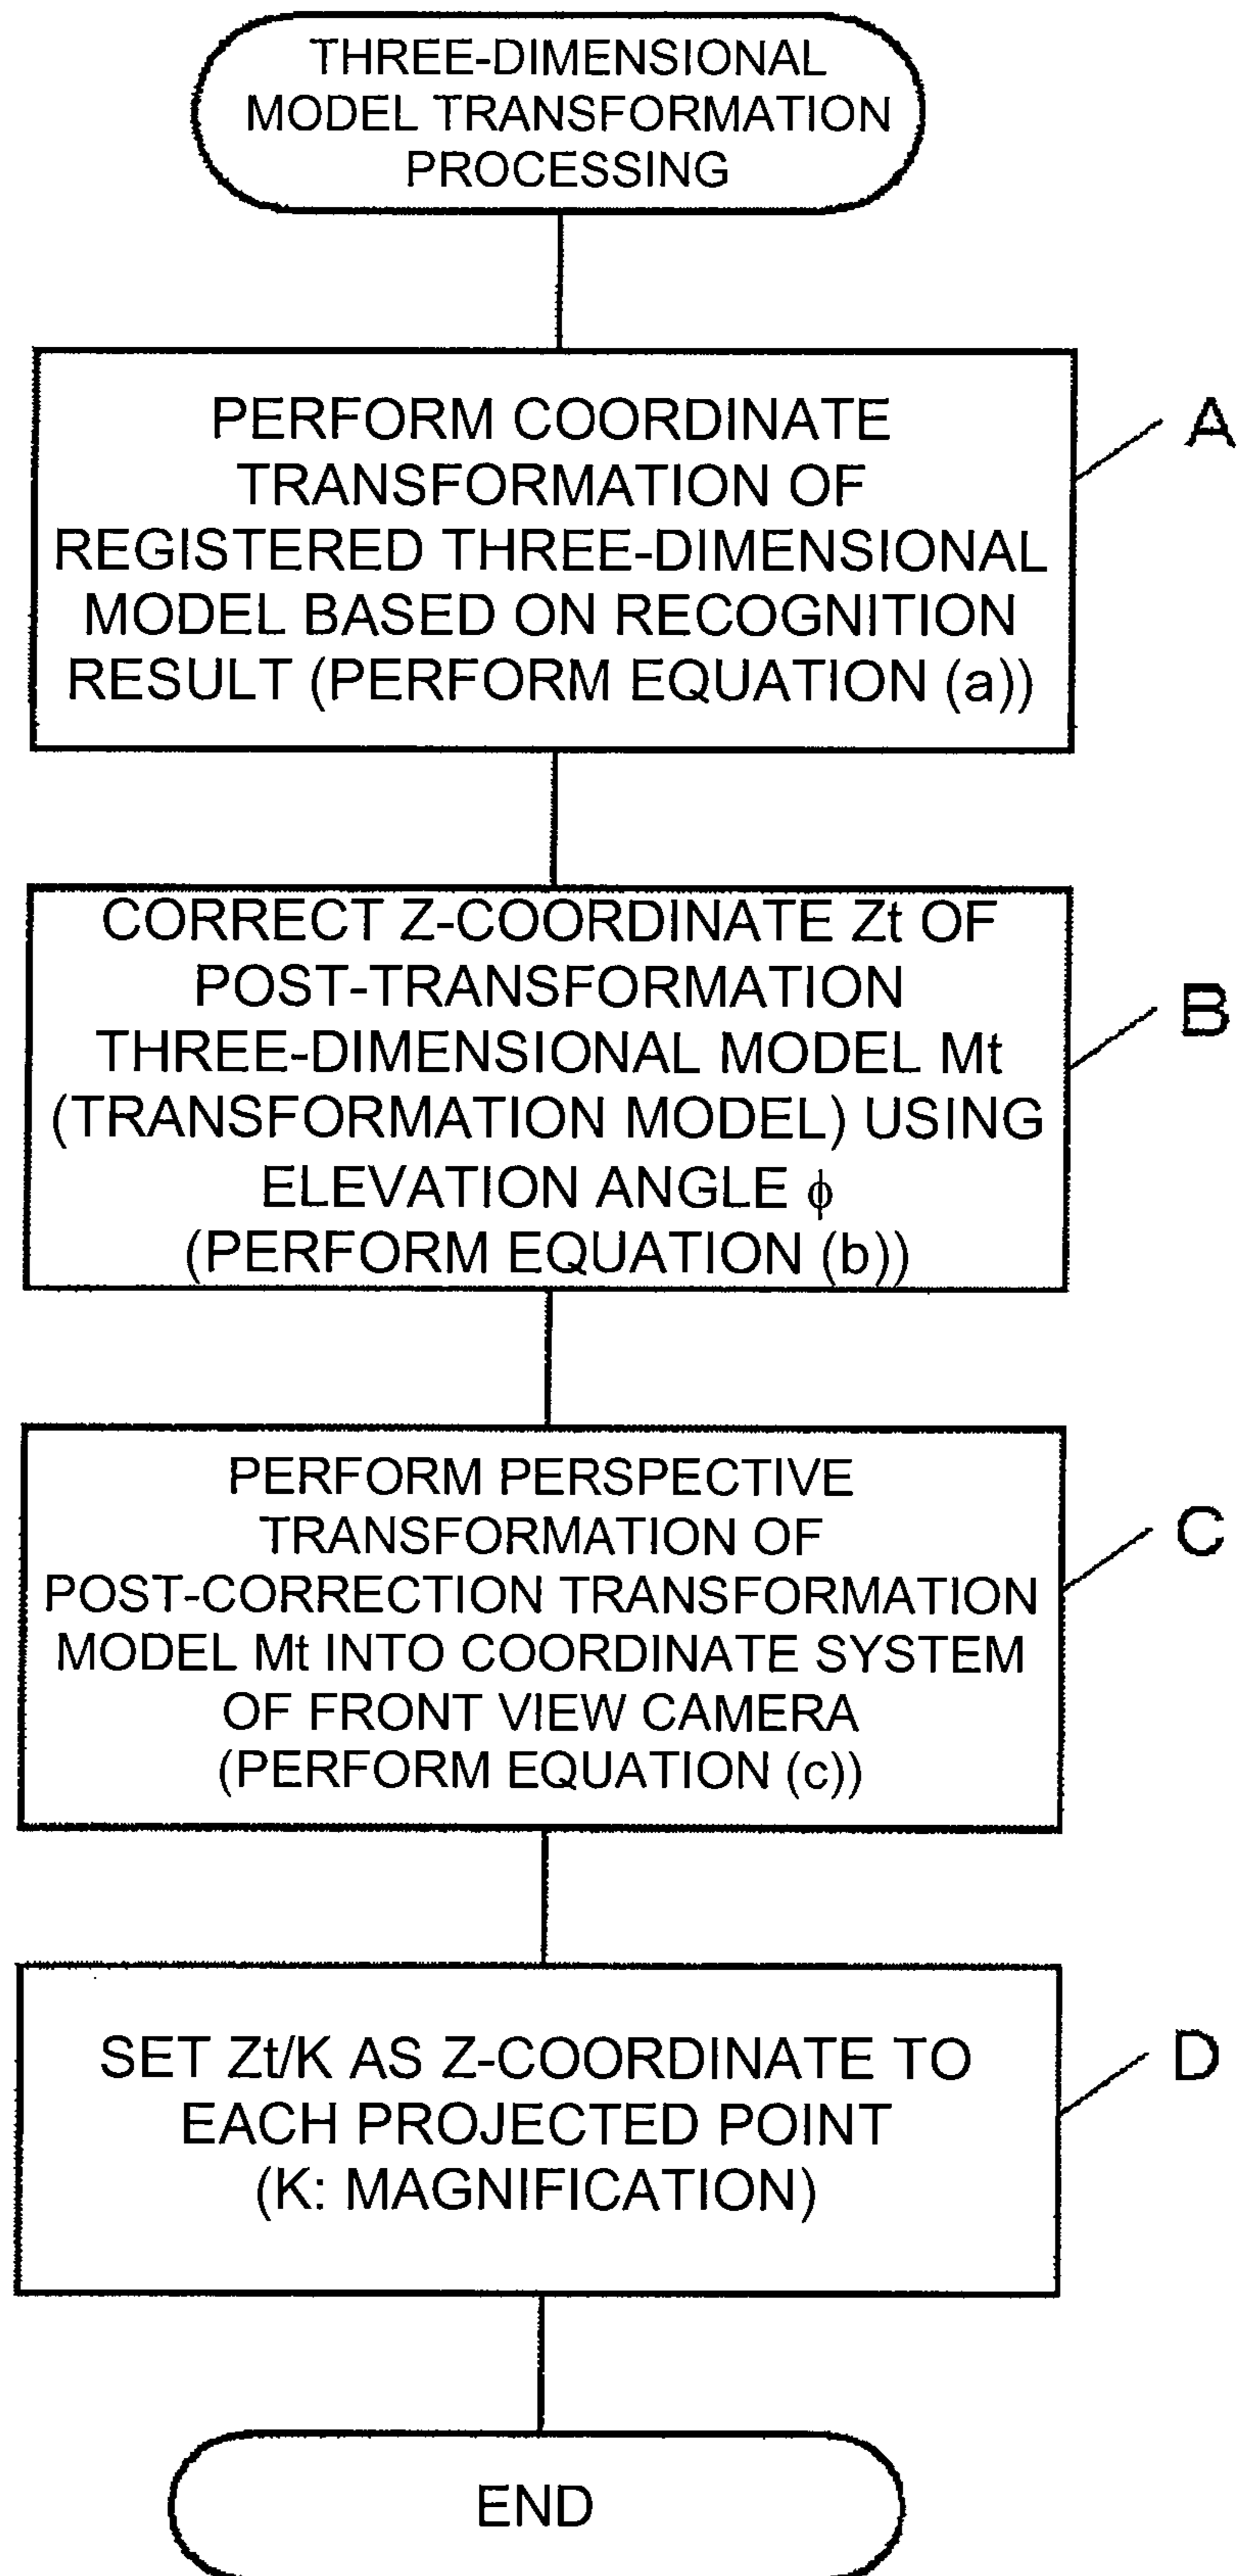 THREE-DIMENSIONAL
MODEL TRANSFORMATION
PROCESSING
PERFORM COORDINATE
TRANSFORMATION OF
REGISTERED THREE-DIMENSIONAL
MODEL BASED ON RECOGNITION
RESULT (PERFORM EQUATION (a))
A
CORRECT Z-COORDINATE Zt OF
POST-TRANSFORMATION
THREE-DIMENSIONAL MODEL Mt
(TRANSFORMATION MODEL) USING
ELEVATION ANGLE ϕ
(PERFORM EQUATION (b))
B
PERFORM PERSPECTIVE
TRANSFORMATION OF
POST-CORRECTION TRANSFORMATION
MODEL Mt INTO COORDINATE SYSTEM
OF FRONT VIEW CAMERA
(PERFORM EQUATION (c))
C
SET Zt/K AS Z-COORDINATE TO
EACH PROJECTED POINT
(K: MAGNIFICATION)
D
END